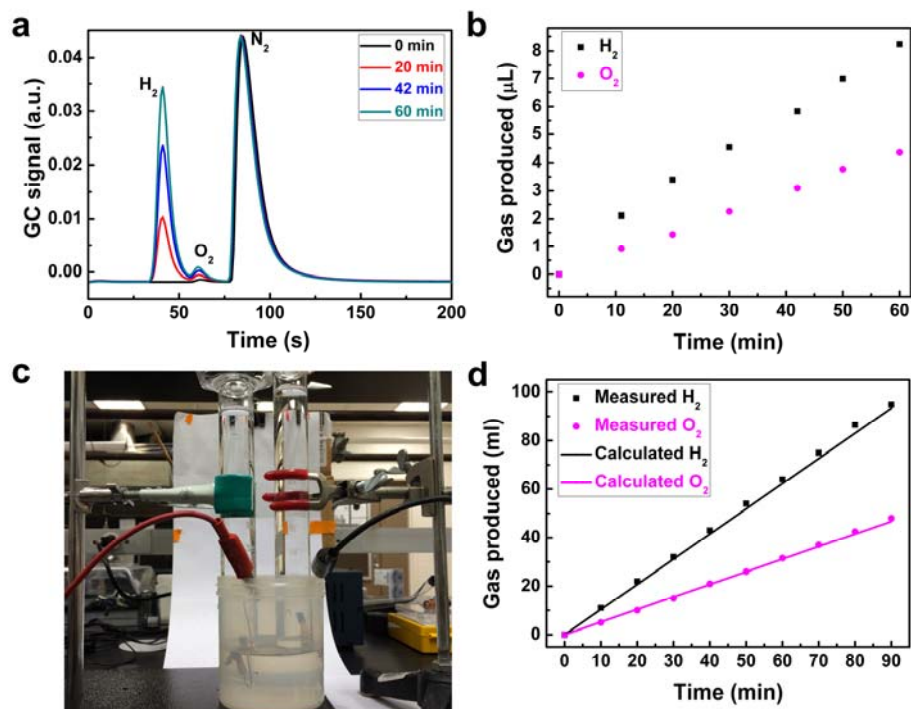 a
GC signal (a.u.)
0.04
0.03
0.02
0.01
0.00
H₂
O₂
N₂
0 min
20 min
42 min
60 min
0 50 100 150 200
Time (s)
b
Gas produced (μL)
8
7
6
5
4
3
2
1
0
H₂
O₂
0 10 20 30 40 50 60
Time (min)
c
d
Gas produced (ml)
100
80
60
40
20
0
Measured H₂
Measured O₂
Calculated H₂
Calculated O₂
0 10 20 30 40 50 60 70 80 90
Time (min)